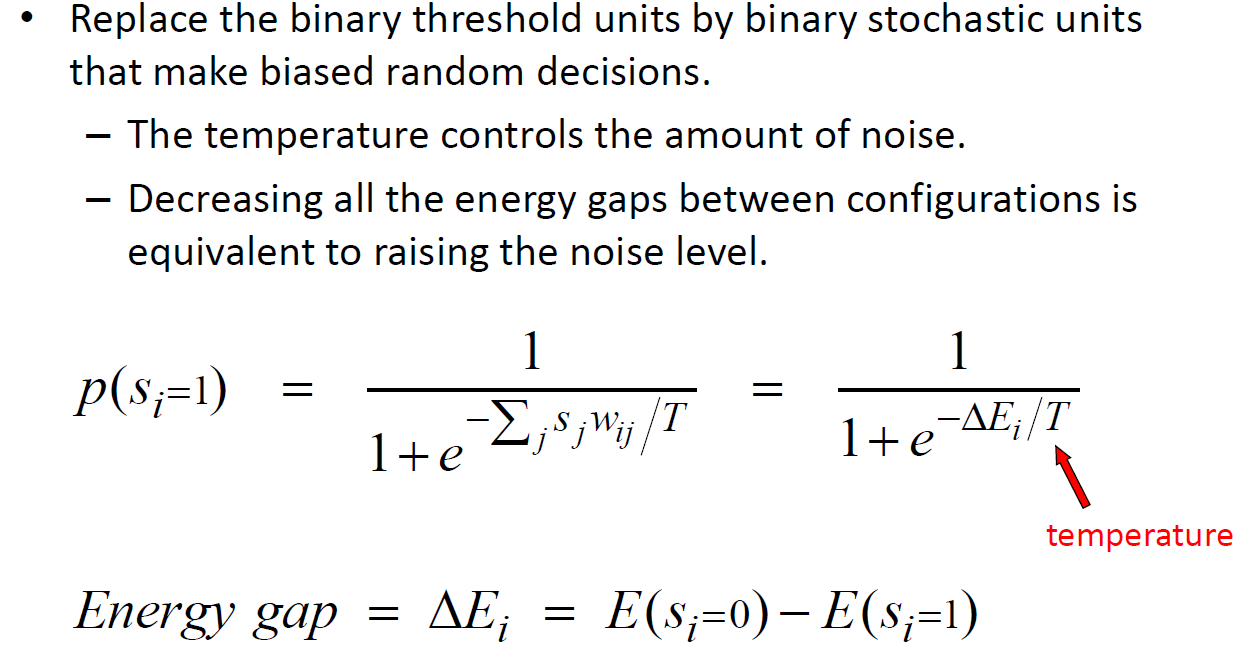 • Replace the binary threshold units by binary stochastic units
that make biased random decisions.
– The temperature controls the amount of noise.
– Decreasing all the energy gaps between configurations is
equivalent to raising the noise level.
p(s_i=1) = 1 / (1+e^{-∑_j s_j w_{ij}/T}) = 1 / (1+e^{-ΔE_i/T})
temperature
Energy gap = ΔE_i = E(s_i=0) − E(s_i=1)